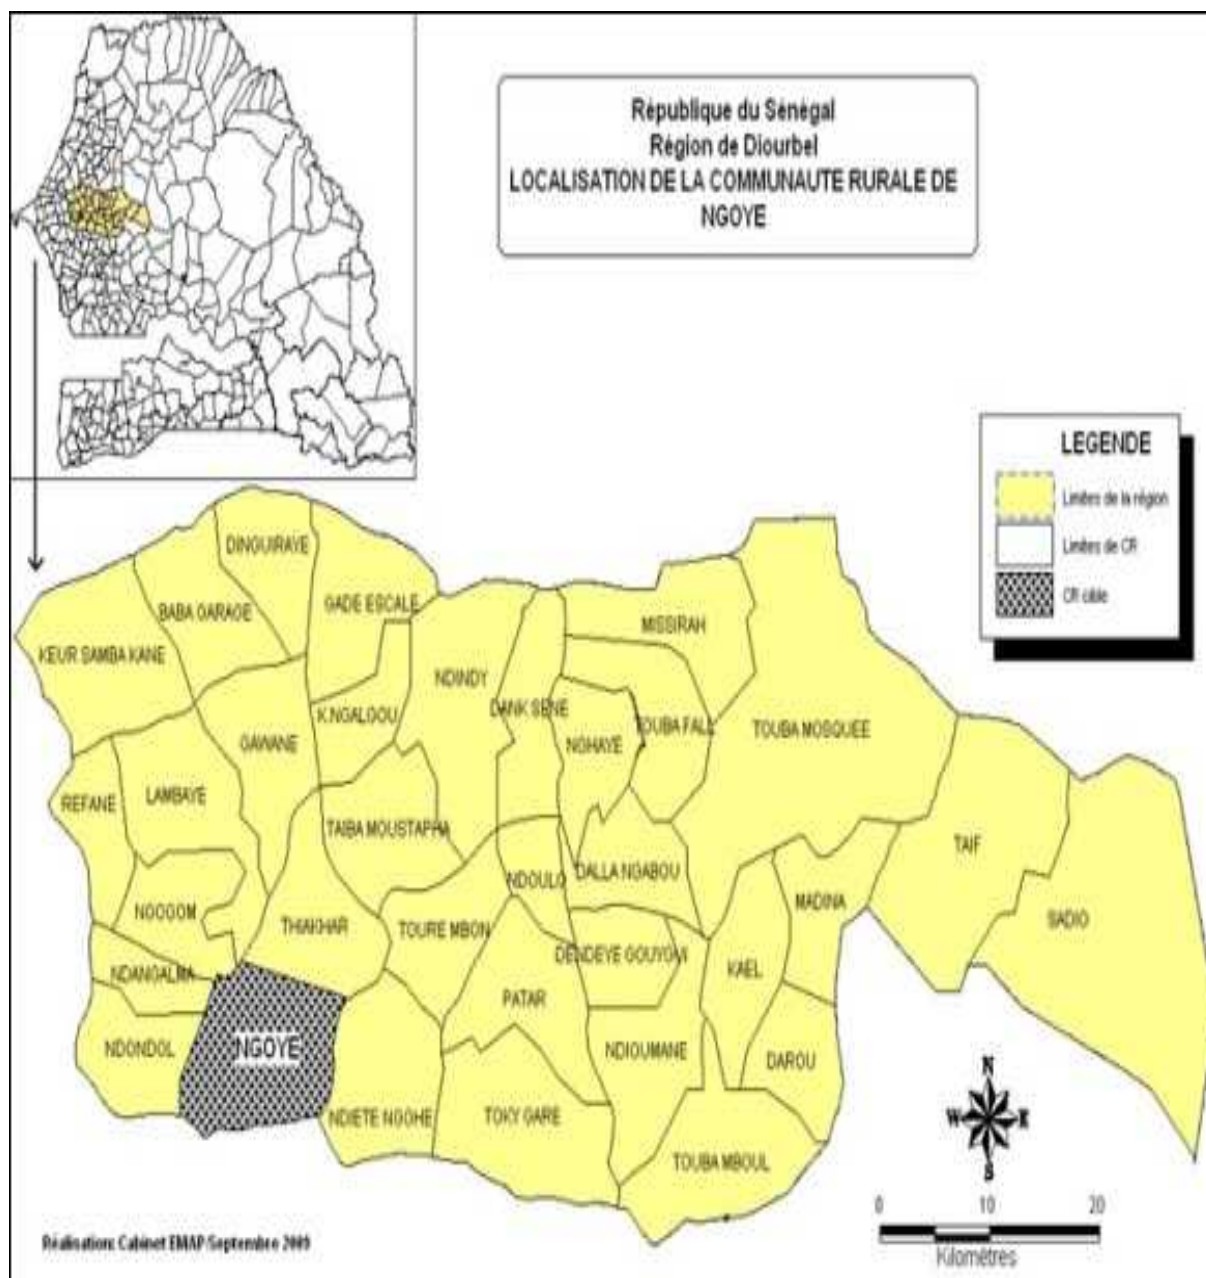 République du Sénégal
Région de Diourbel
LOCALISATION DE LA COMMUNAUTE RURALE DE
NGOYE
LEGENDE
Limites de la région
Limites de CR
CR cible
DINGUIRAYE
BABA GARAGE
GADE ESCALE
KEUR SAMBA KANE
MISSIRAH
NDINDY
K.NGALGOU
DANK SENE
TOUBA FALL
TOUBA MOSQUEE
GAWANE
NGHAYE
LAMBAYE
REFANE
TAIBA MOUSTAPHA
TAIF
DALLA NGABOU
NDOULO
MADINA
NGOGOM
THIAKHAR
TOURE MBON
SADIO
DENDEYE GOUYGUI
KAEL
NDANGALMA
PATAR
NDONDOL
NGOYE
NDIOUMANE
DAROU
NDIETE NGOHE
TOKY GARE
TOUBA MBOUL
N
W E
S
0 10 20
Kilomètres
Réalisation: Cabinet EMAP/Septembre 2009